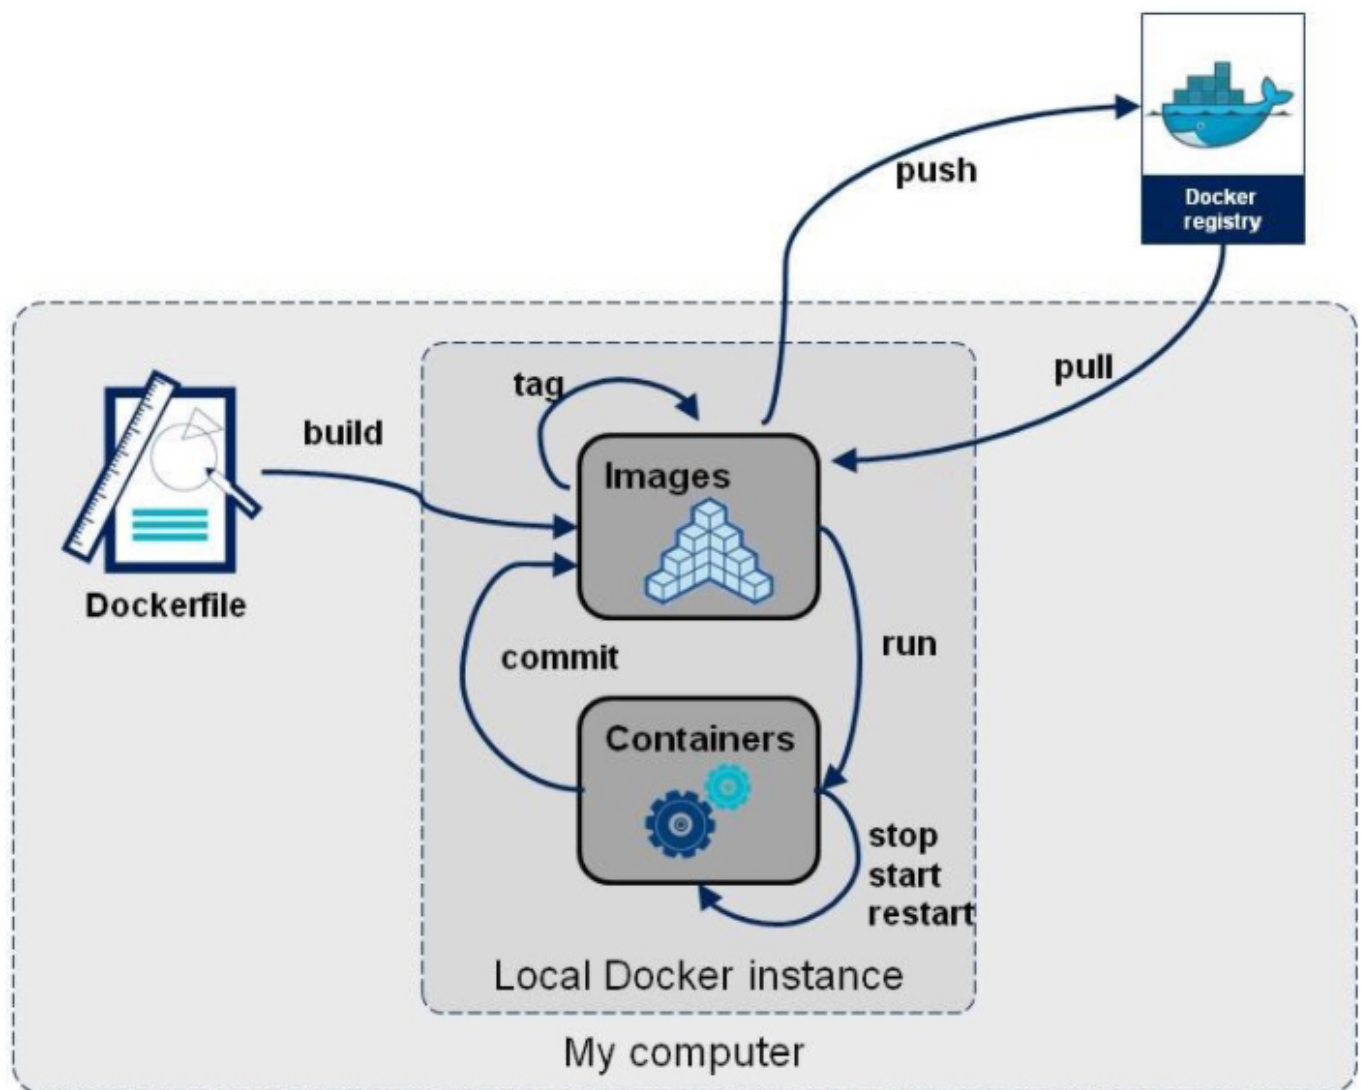 push
Docker
registry
pull
tag
build
Images
Dockerfile
commit
run
Containers
stop
start
restart
Local Docker instance
My computer